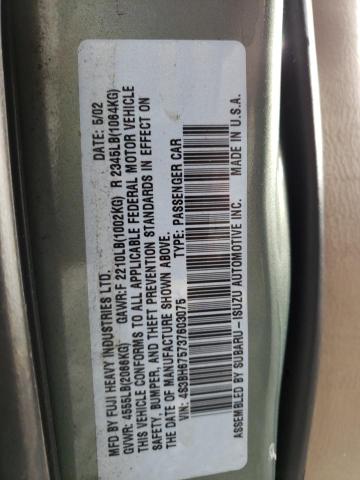 MFD BY FUJI HEAVY INDUSTRIES LTD. DATE: 5/02
GVWR: 4555LB(2066KG) GAWR: F 2210LB(1002KG) R 2345LB(1064KG)
THIS VEHICLE CONFORMS TO ALL APPLICABLE FEDERAL MOTOR VEHICLE
SAFETY, BUMPER, AND THEFT PREVENTION STANDARDS IN EFFECT ON
THE DATE OF MANUFACTURE SHOWN ABOVE.
VIN: 4S3BH675737603075 TYPE: PASSENGER CAR
ASSEMBLED BY SUBARU-ISUZU AUTOMOTIVE INC. MADE IN U.S.A.